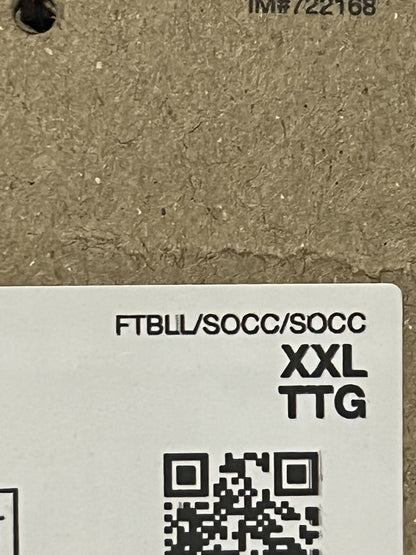 IM#722168
FTBLL/SOCC/SOCC
XXL
TTG